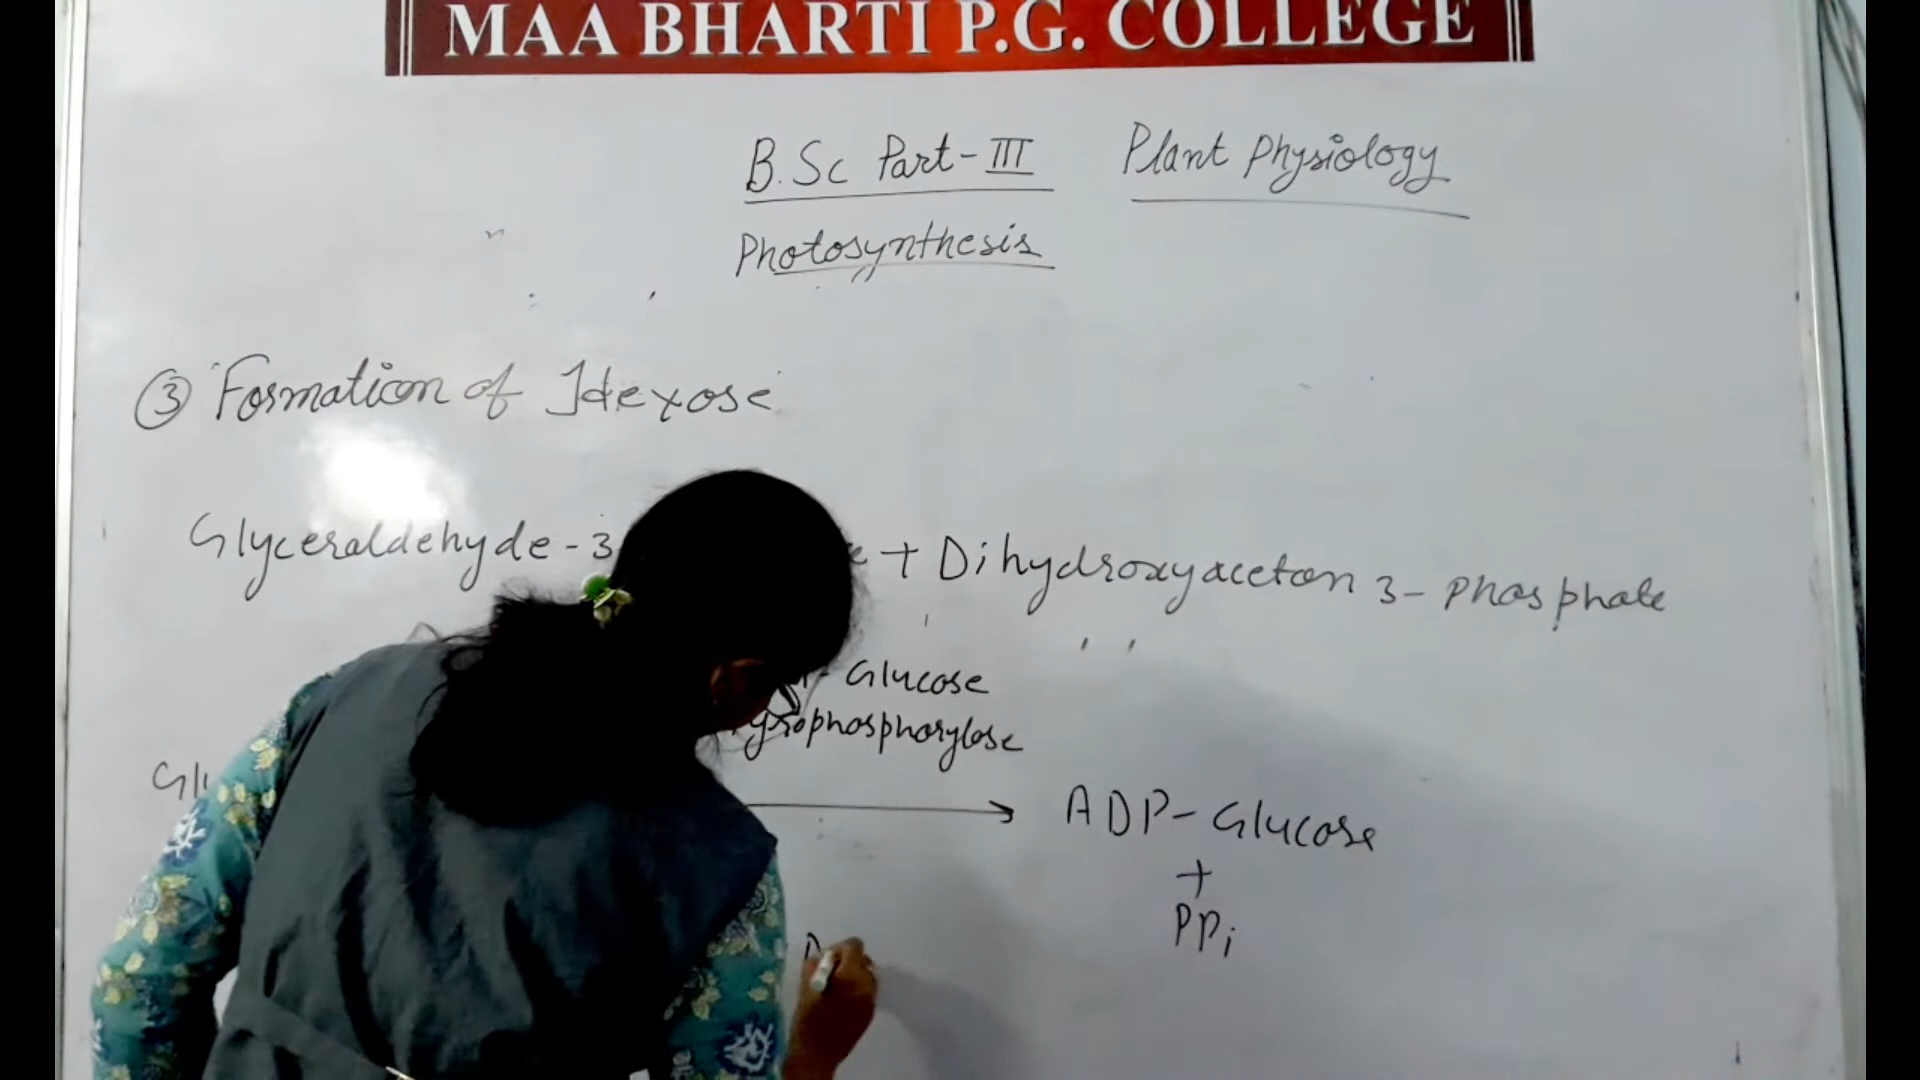 MAA BHARTI P.G. COLLEGE
B.Sc Part-III Plant Physiology
Photosynthesis
③ Formation of Hexose
Glyceraldehyde-3 + Dihydroxyaceton 3-phosphate
Glucose
ADP-Glucose
+
PPi